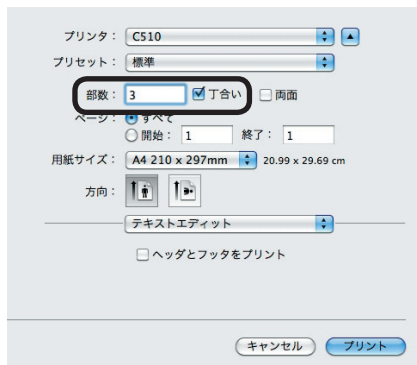 プリンタ： C510
プリセット： 標準
部数： 3 丁合い 両面
ページ： すべて
開始： 1 終了： 1
用紙サイズ： A4 210 x 297mm 20.99 x 29.69 cm
方向：
テキストエディット
ヘッダとフッタをプリント
キャンセル プリント